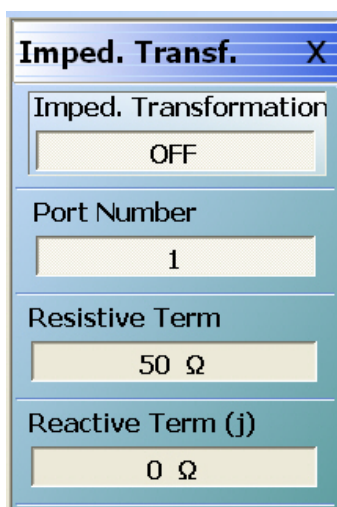 Imped. Transf. X
Imped. Transformation
OFF
Port Number
1
Resistive Term
50 Ω
Reactive Term (j)
0 Ω